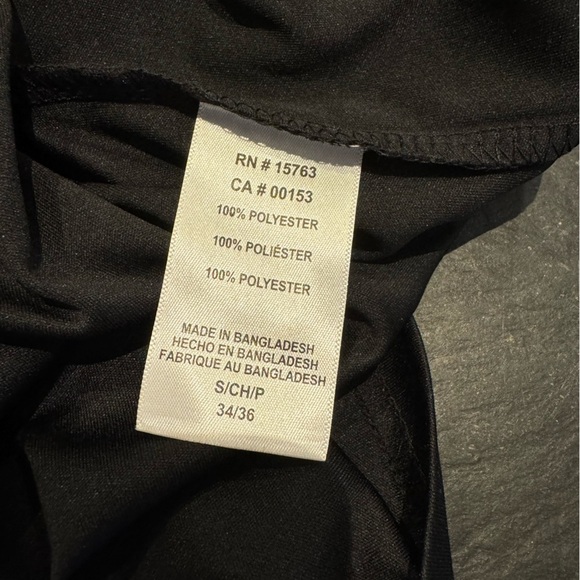 RN # 15763
CA # 00153
100% POLYESTER
100% POLIÉSTER
100% POLYESTER
MADE IN BANGLADESH
HECHO EN BANGLADESH
FABRIQUE AU BANGLADESH
S/CH/P
34/36